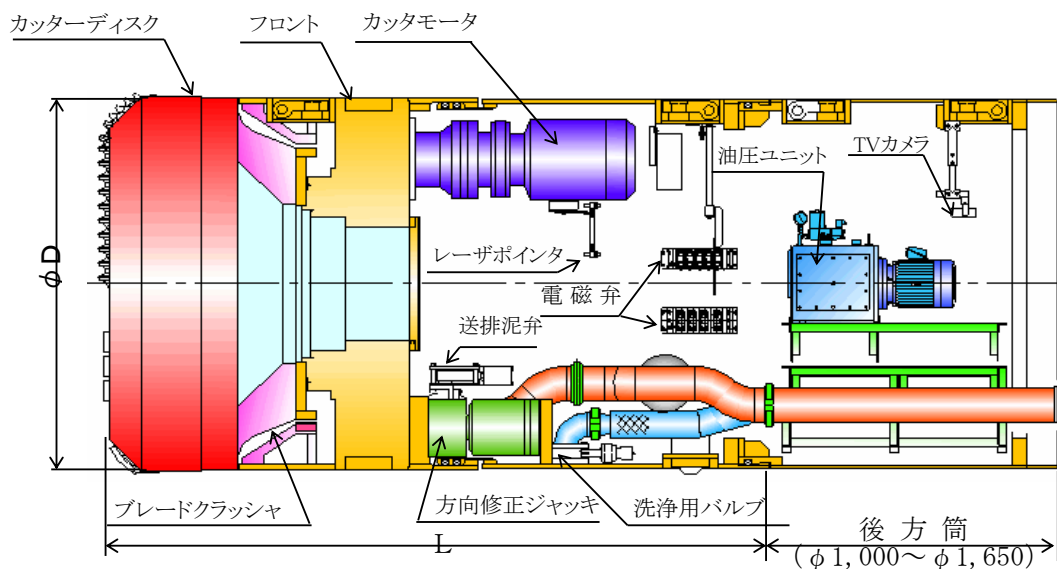 カッターディスク
フロント
カッタモータ
油圧ユニット
TVカメラ
φD
レーザポインタ
電磁弁
送排泥弁
ブレードクラッシャ
方向修正ジャッキ
洗浄用バルブ
L
後方筒
(φ1,000～φ1,650)